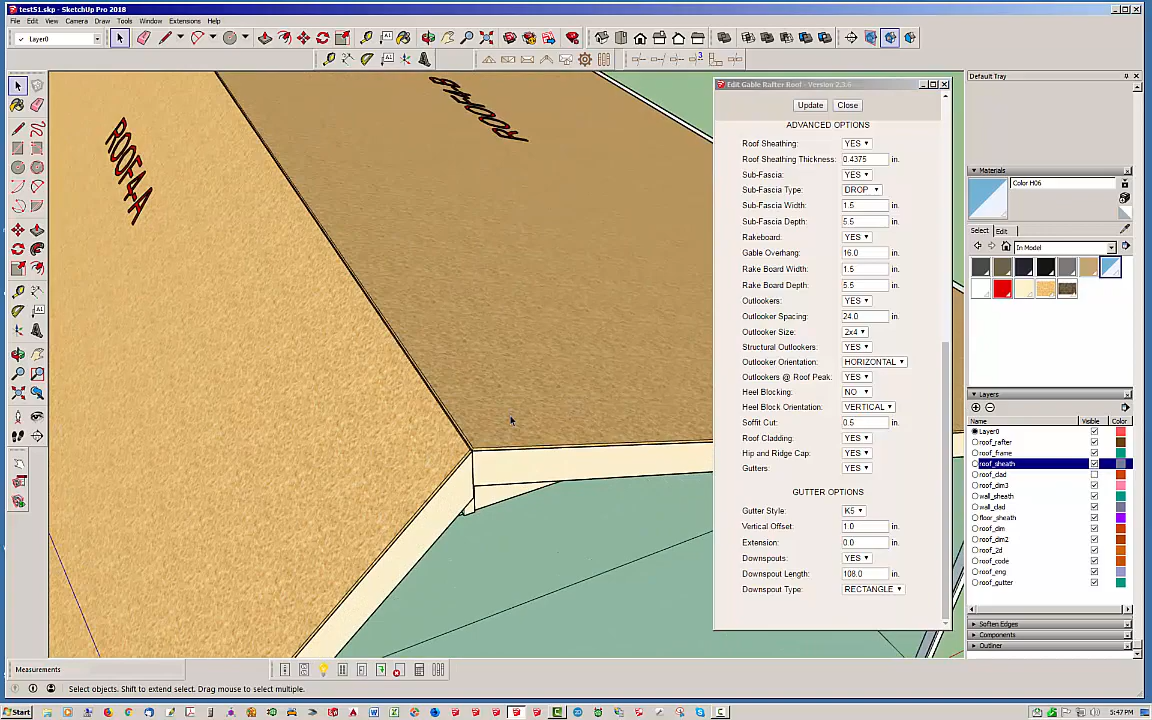 test51.skp - SketchUp Pro 2018
File Edit View Camera Draw Tools Window Extensions Help
Layer0
Default Tray
Edit Gable Rafter Roof - Version 2.3.6
Update Close
ADVANCED OPTIONS
Roof Sheathing: YES
Roof Sheathing Thickness: 0.4375 in.
Sub-Fascia: YES
Sub-Fascia Type: DROP
Sub-Fascia Width: 1.5 in.
Sub-Fascia Depth: 5.5 in.
Rakeboard: YES
Gable Overhang: 16.0 in.
Rake Board Width: 1.5 in.
Rake Board Depth: 5.5 in.
Outlookers: YES
Outlooker Spacing: 24.0 in.
Outlooker Size: 2x4
Structural Outlookers: YES
Outlooker Orientation: HORIZONTAL
Outlookers @ Roof Peak: YES
Heel Blocking: NO
Heel Block Orientation: VERTICAL
Soffit Cut: 0.5 in.
Roof Cladding: YES
Hip and Ridge Cap: YES
Gutters: YES
GUTTER OPTIONS
Gutter Style: K5
Vertical Offset: 1.0 in.
Extension: 0.0 in.
Downspouts: YES
Downspout Length: 108.0 in.
Downspout Type: RECTANGLE
Materials
Color H06
Select Edit
In Model
Layers
Name Visible Color
Layer0
roof_rafter
roof_frame
roof_sheath
roof_clad
roof_dim3
wall_sheath
wall_clad
floor_sheath
roof_dim
roof_dim2
roof_2d
roof_code
roof_eng
roof_gutter
Soften Edges
Components
Outliner
ROOF4-A
Measurements
Select objects. Shift to extend select. Drag mouse to select multiple.
Start
5:47 PM